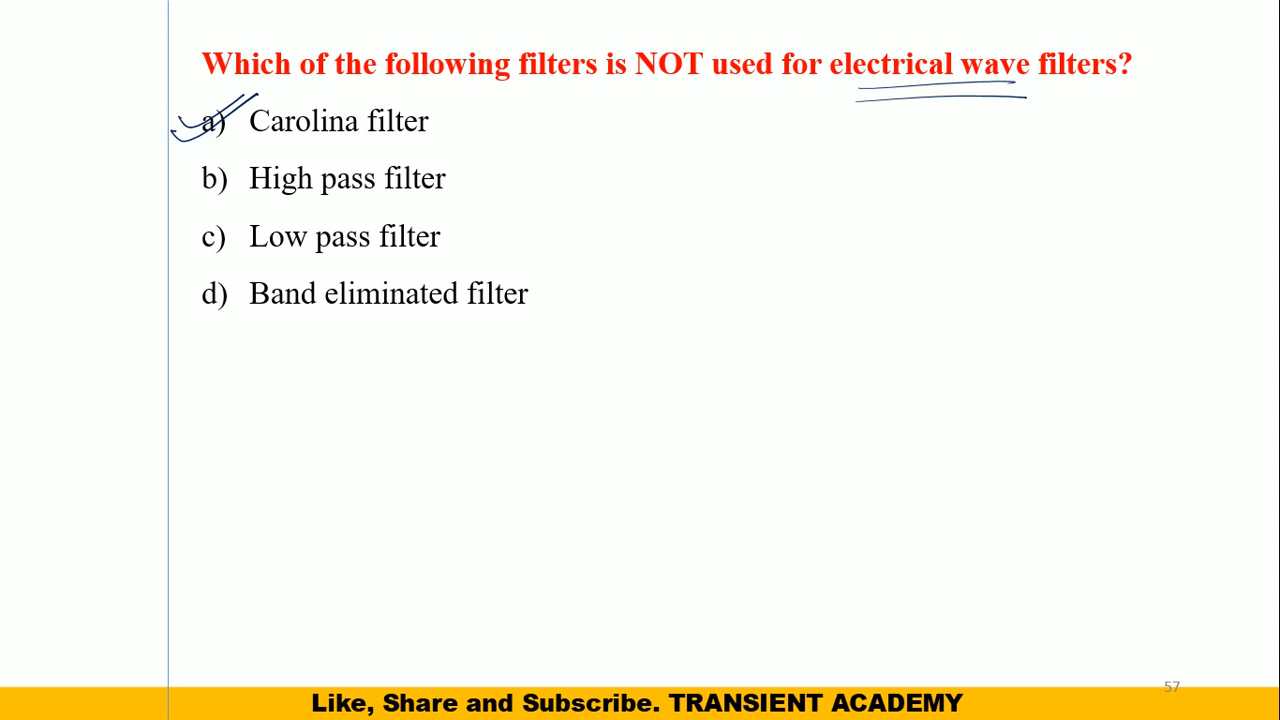 Which of the following filters is NOT used for electrical wave filters?
a) Carolina filter
b) High pass filter
c) Low pass filter
d) Band eliminated filter
57
Like, Share and Subscribe. TRANSIENT ACADEMY